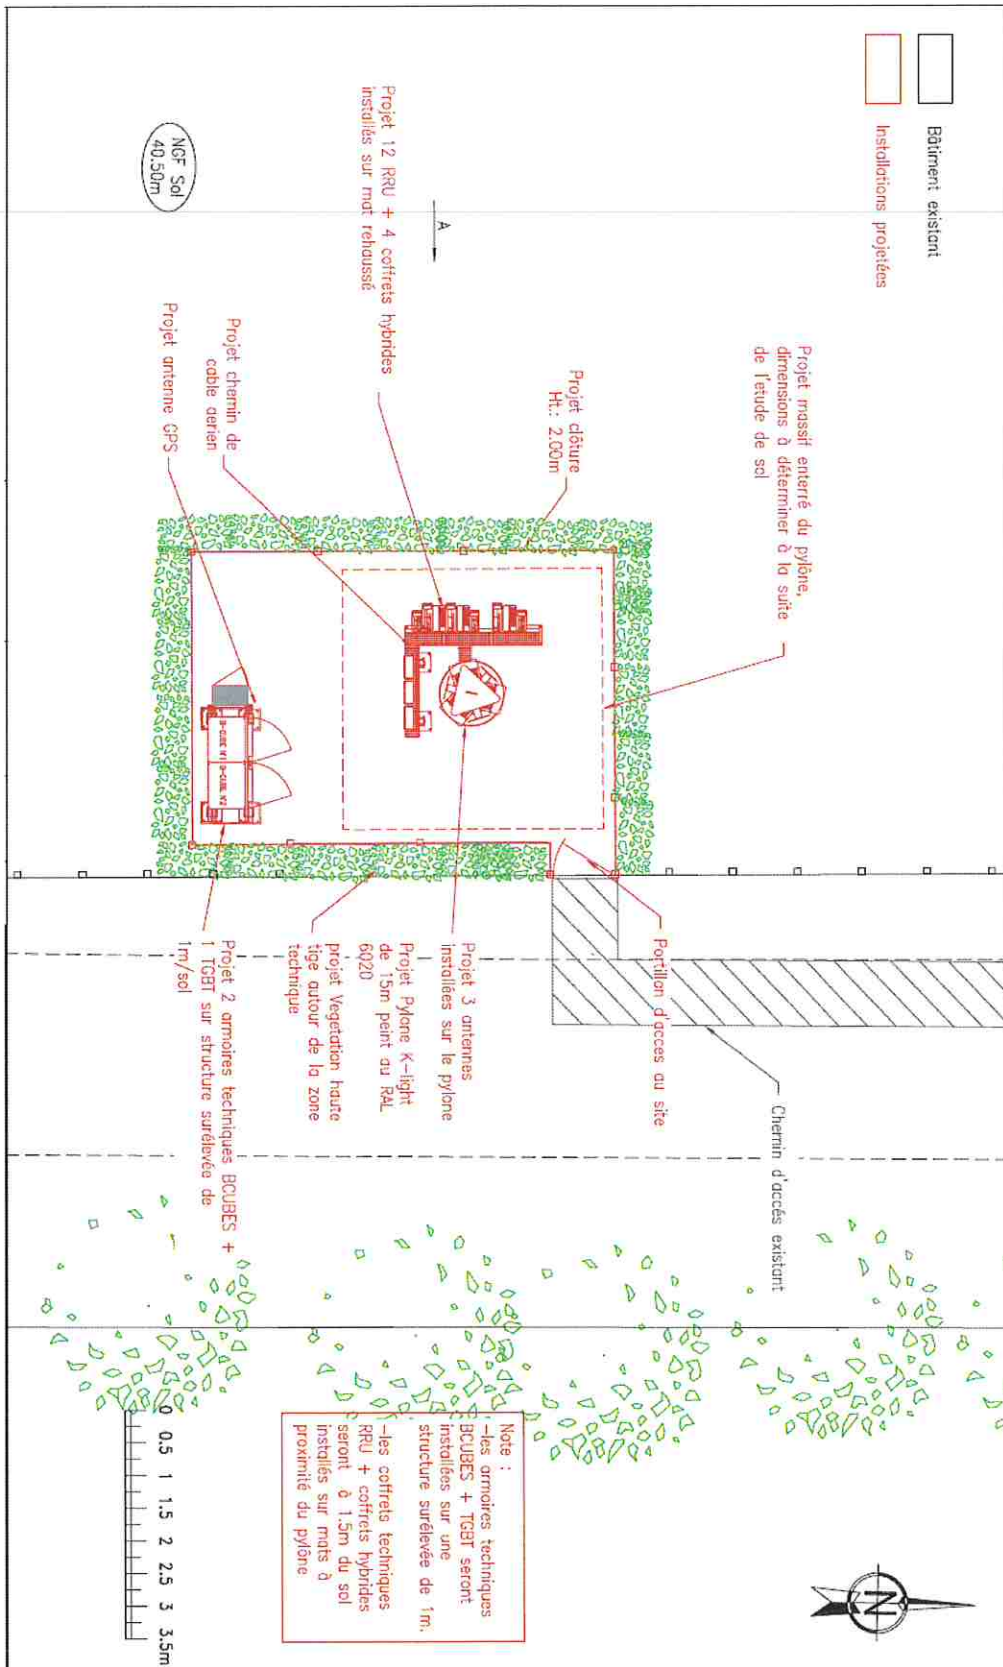 Bâtiment existant
Installations projetées
Projet massif enterré du pylône,
dimensions à déterminer à la suite
de l'etude de sol
Projet clôture
Ht.: 2.00m
Projet 12 RRU + 4 coffrets hybrides
installés sur mat rehaussé
A
Projet chemin de
cable aerien
Projet antenne GPS
NGF Sol
40.50m
Portillon d'acces au site
Chemin d'accès existant
Projet 3 antennes
installées sur le pylone
Projet Pylone K-light
de 15m peint au RAL
6020
projet Vegetation haute
tige autour de la zone
technique
Projet 2 armoires techniques BCUBES +
1 TGBT sur structure surélevée de
1m/sol
N
Note :
-les armoires techniques
BCUBES + TGBT seront
installées sur une
structure surélevée de 1m.
-les coffrets techniques
RRU + coffrets hybrides
seront à 1.5m du sol
installés sur mats à
proximité du pylône
0 0.5 1 1.5 2 2.5 3 3.5m